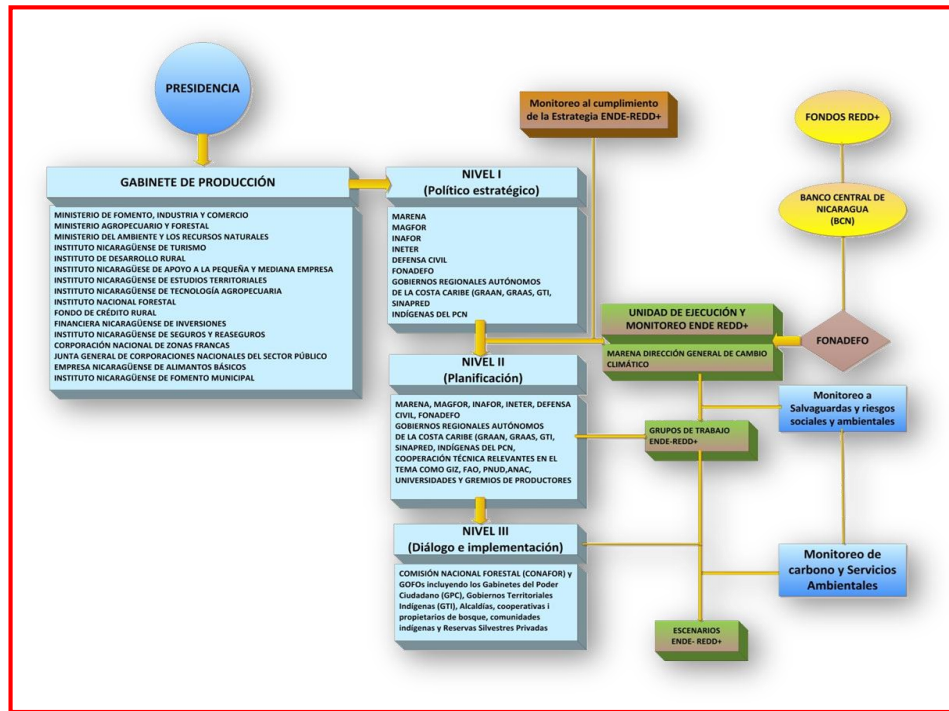 PRESIDENCIA
GABINETE DE PRODUCCIÓN
MINISTERIO DE FOMENTO, INDUSTRIA Y COMERCIO
MINISTERIO AGROPECUARIO Y FORESTAL
MINISTERIO DEL AMBIENTE Y LOS RECURSOS NATURALES
INSTITUTO NICARAGÜENSE DE TURISMO
INSTITUTO DE DESARROLLO RURAL
INSTITUTO NICARAGÜESE DE APOYO A LA PEQUEÑA Y MEDIANA EMPRESA
INSTITUTO NICARAGÜENSE DE ESTUDIOS TERRITORIALES
INSTITUTO NICARAGÜENSE DE TECNOLOGÍA AGROPECUARIA
INSTITUTO NACIONAL FORESTAL
FONDO DE CRÉDITO RURAL
FINANCIERA NICARAGÜENSE DE INVERSIONES
INSTITUTO NICARAGÜENSE DE SEGUROS Y REASEGUROS
CORPORACIÓN NACIONAL DE ZONAS FRANCAS
JUNTA GENERAL DE CORPORACIONES NACIONALES DEL SECTOR PÚBLICO
EMPRESA NICARAGÜENSE DE ALIMANTOS BÁSICOS
INSTITUTO NICARAGÜENSE DE FOMENTO MUNICIPAL
NIVEL I
(Político estratégico)
MARENA
MAGFOR
INAFOR
INETER
DEFENSA CIVIL
FONADEFO
GOBIERNOS REGIONALES AUTÓNOMOS
DE LA COSTA CARIBE (GRAAN, GRAAS, GTI,
SINAPRED
INDÍGENAS DEL PCN
NIVEL II
(Planificación)
MARENA, MAGFOR, INAFOR, INETER, DEFENSA
CIVIL, FONADEFO
GOBIERNOS REGIONALES AUTÓNOMOS
DE LA COSTA CARIBE (GRAAN, GRAAS, GTI,
SINAPRED, INDÍGENAS DEL PCN,
COOPERACIÓN TÉCNICA RELEVANTES EN EL
TEMA COMO GIZ, FAO, PNUD,ANAC,
UNIVERSIDADES Y GREMIOS DE PRODUCTORES
NIVEL III
(Diálogo e implementación)
COMISIÓN NACIONAL FORESTAL (CONAFOR) y
GOFOs incluyendo los Gabinetes del Poder
Ciudadano (GPC), Gobiernos Territoriales
Indígenas (GTI), Alcaldías, cooperativas i
propietarios de bosque, comunidades
indígenas y Reservas Silvestres Privadas
Monitoreo al cumplimiento
de la Estrategia ENDE-REDD+
FONDOS REDD+
BANCO CENTRAL DE
NICARAGUA
(BCN)
FONADEFO
UNIDAD DE EJECUCIÓN Y
MONITOREO ENDE REDD+
MARENA DIRECCIÓN GENERAL DE CAMBIO
CLIMÁTICO
Monitoreo a
Salvaguardas y riesgos
sociales y ambientales
GRUPOS DE TRABAJO
ENDE-REDD+
Monitoreo de
carbono y Servicios
Ambientales
ESCENARIOS
ENDE- REDD+